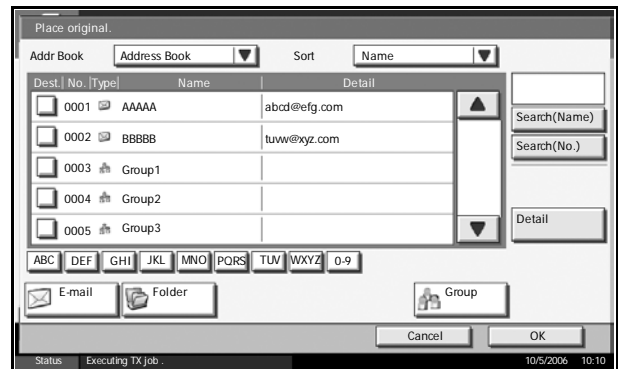 Place original.
Addr Book Address Book Sort Name
Dest. No. Type Name Detail
0001 AAAAA abcd@efg.com
0002 BBBBB tuvw@xyz.com
0003 Group1
0004 Group2
0005 Group3
Search(Name)
Search(No.)
Detail
ABC DEF GHI JKL MNO PQRS TUV WXYZ 0-9
E-mail Folder Group
Cancel OK
Status Executing TX job . 10/5/2006 10:10